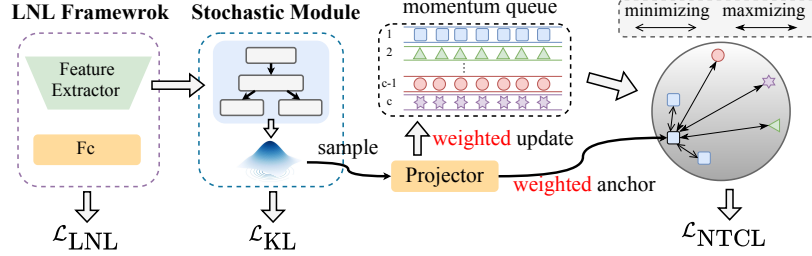 LNL Framewrok
Feature
Extractor
Fc
ℒLNL
Stochastic Module
sample
ℒKL
momentum queue
1
2
⋮
c-1
c
weighted update
Projector
weighted anchor
minimizing maxmizing
ℒNTCL